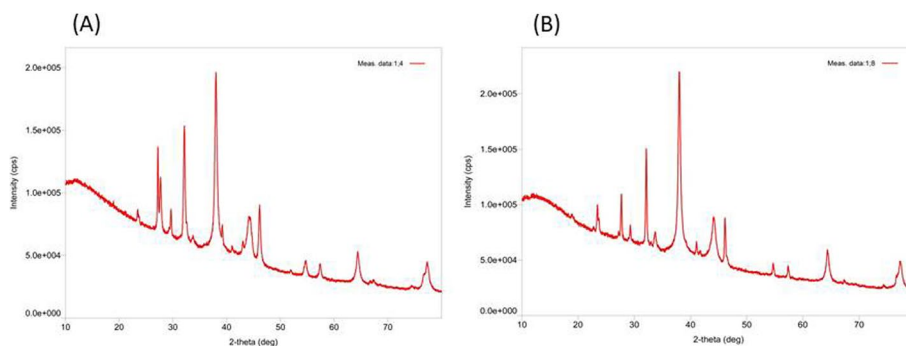 (A)
Meas. data:1;4
2.0e+005
1.5e+005
1.0e+005
5.0e+004
0.0e+000
Intensity (cps)
10 20 30 40 50 60 70
2-theta (deg)
(B)
Meas. data:1;8
2.0e+005
1.5e+005
1.0e+005
5.0e+004
0.0e+000
Intensity (cps)
10 20 30 40 50 60 70
2-theta (deg)